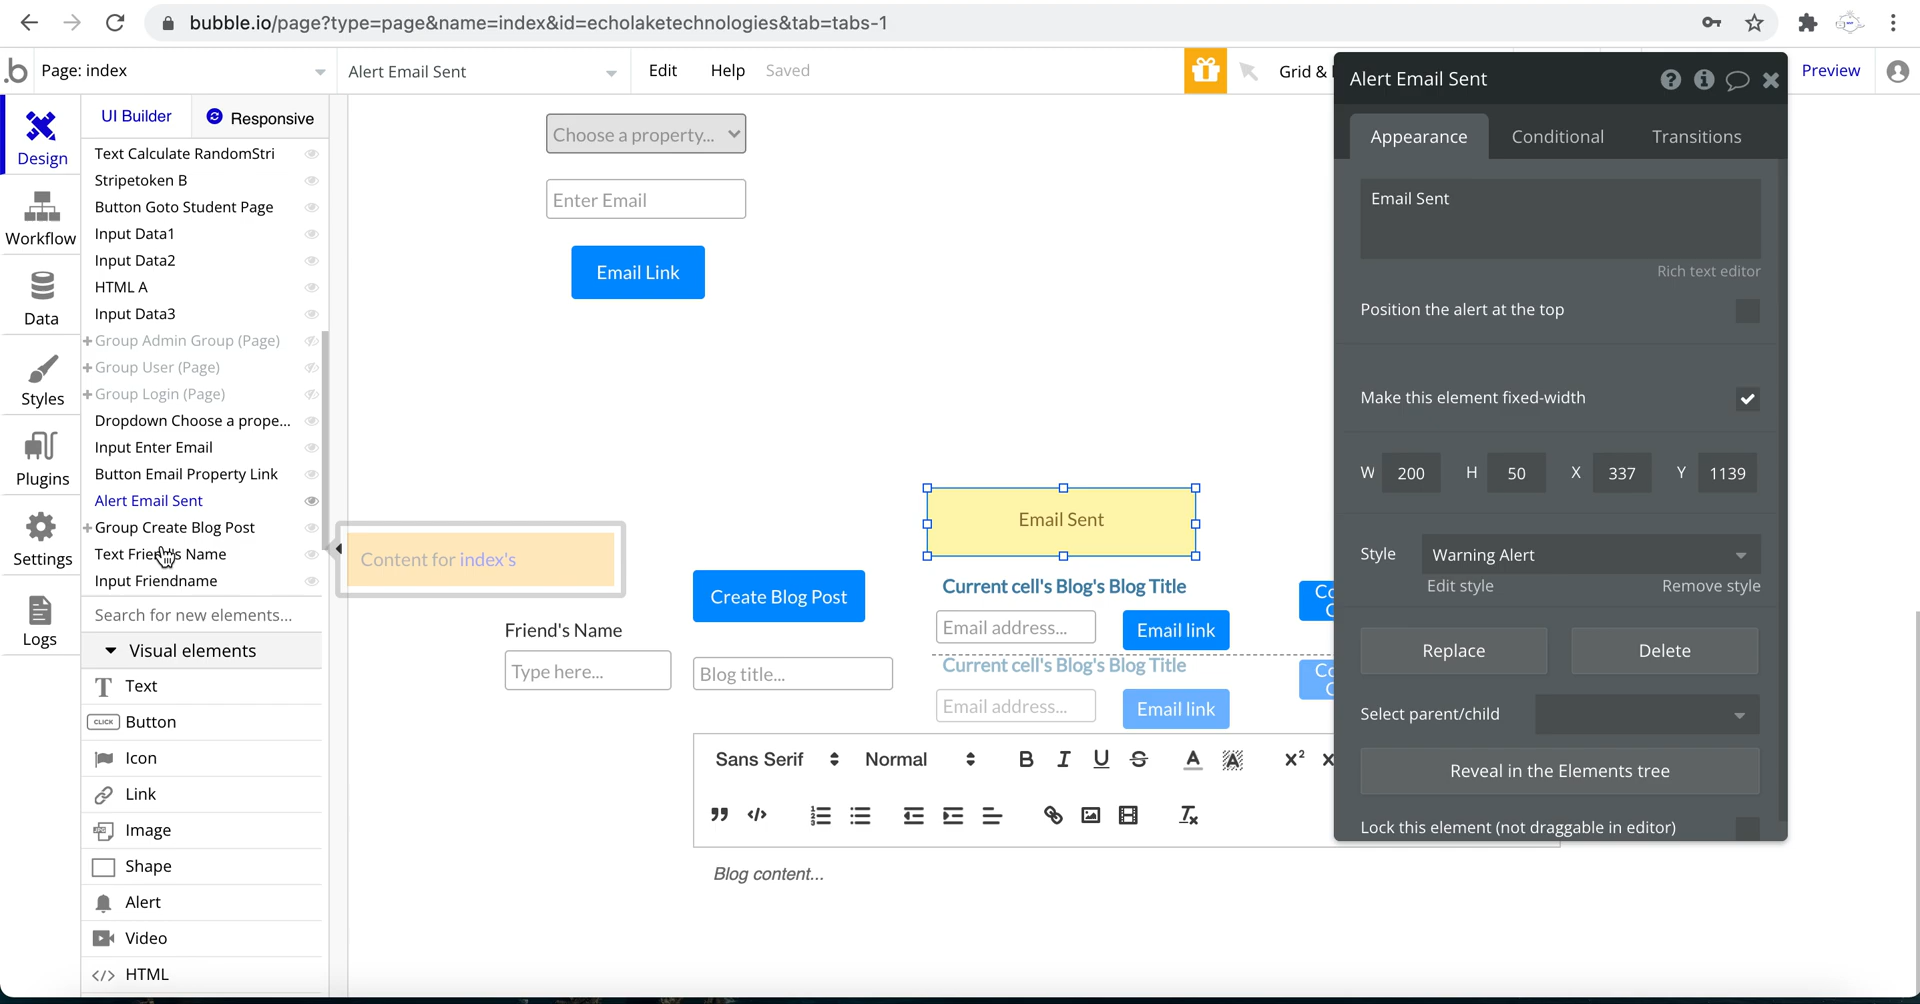 bubble.io/page?type=page&name=index&id=echolaketechnologies&tab=tabs-1
Page: index
Alert Email Sent
Edit
Help
Saved
Grid &
Preview
Design
Workflow
Data
Styles
Plugins
Settings
Logs
UI Builder
Responsive
Text Calculate RandomStri
Stripetoken B
Button Goto Student Page
Input Data1
Input Data2
HTML A
Input Data3
+Group Admin Group (Page)
+Group User (Page)
+Group Login (Page)
Dropdown Choose a prope...
Input Enter Email
Button Email Property Link
Alert Email Sent
+Group Create Blog Post
Text Friend's Name
Input Friendname
Search for new elements...
Visual elements
Text
CLICK Button
Icon
Link
Image
Shape
Alert
Video
</> HTML
Choose a property...
Enter Email
Email Link
Content for index's
Email Sent
Create Blog Post
Current cell's Blog's Blog Title
Email address...
Email link
Friend's Name
Type here...
Blog title...
Current cell's Blog's Blog Title
Email address...
Email link
Sans Serif
Normal
B I U S A A X²
Blog content...
Alert Email Sent
Appearance
Conditional
Transitions
Email Sent
Rich text editor
Position the alert at the top
Make this element fixed-width
W 200 H 50 X 337 Y 1139
Style Warning Alert
Edit style
Remove style
Replace
Delete
Select parent/child
Reveal in the Elements tree
Lock this element (not draggable in editor)